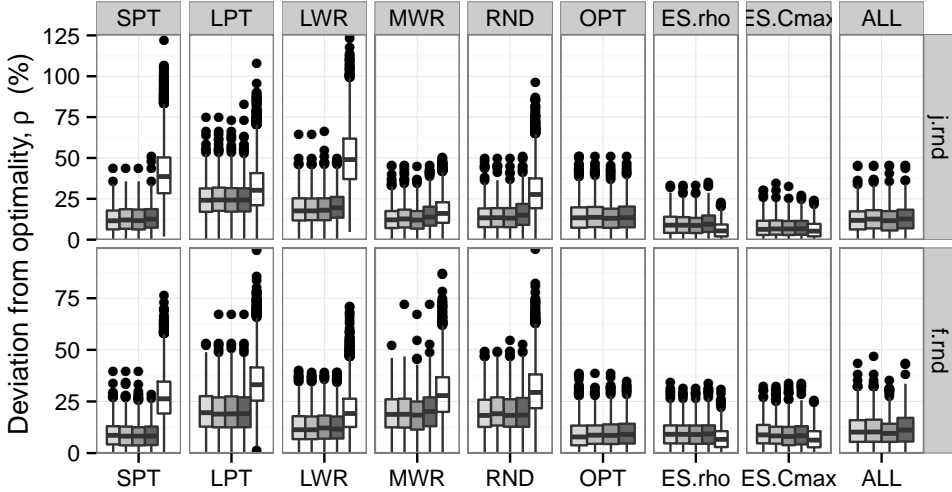 SPT LPT LWR MWR RND OPT ES.rho ES.Cmax ALL
Deviation from optimality, ρ (%)
125
100
75
50
25
0
j.rnd
75
50
25
0
f.rnd
SPT LPT LWR MWR RND OPT ES.rho ES.Cmax ALL